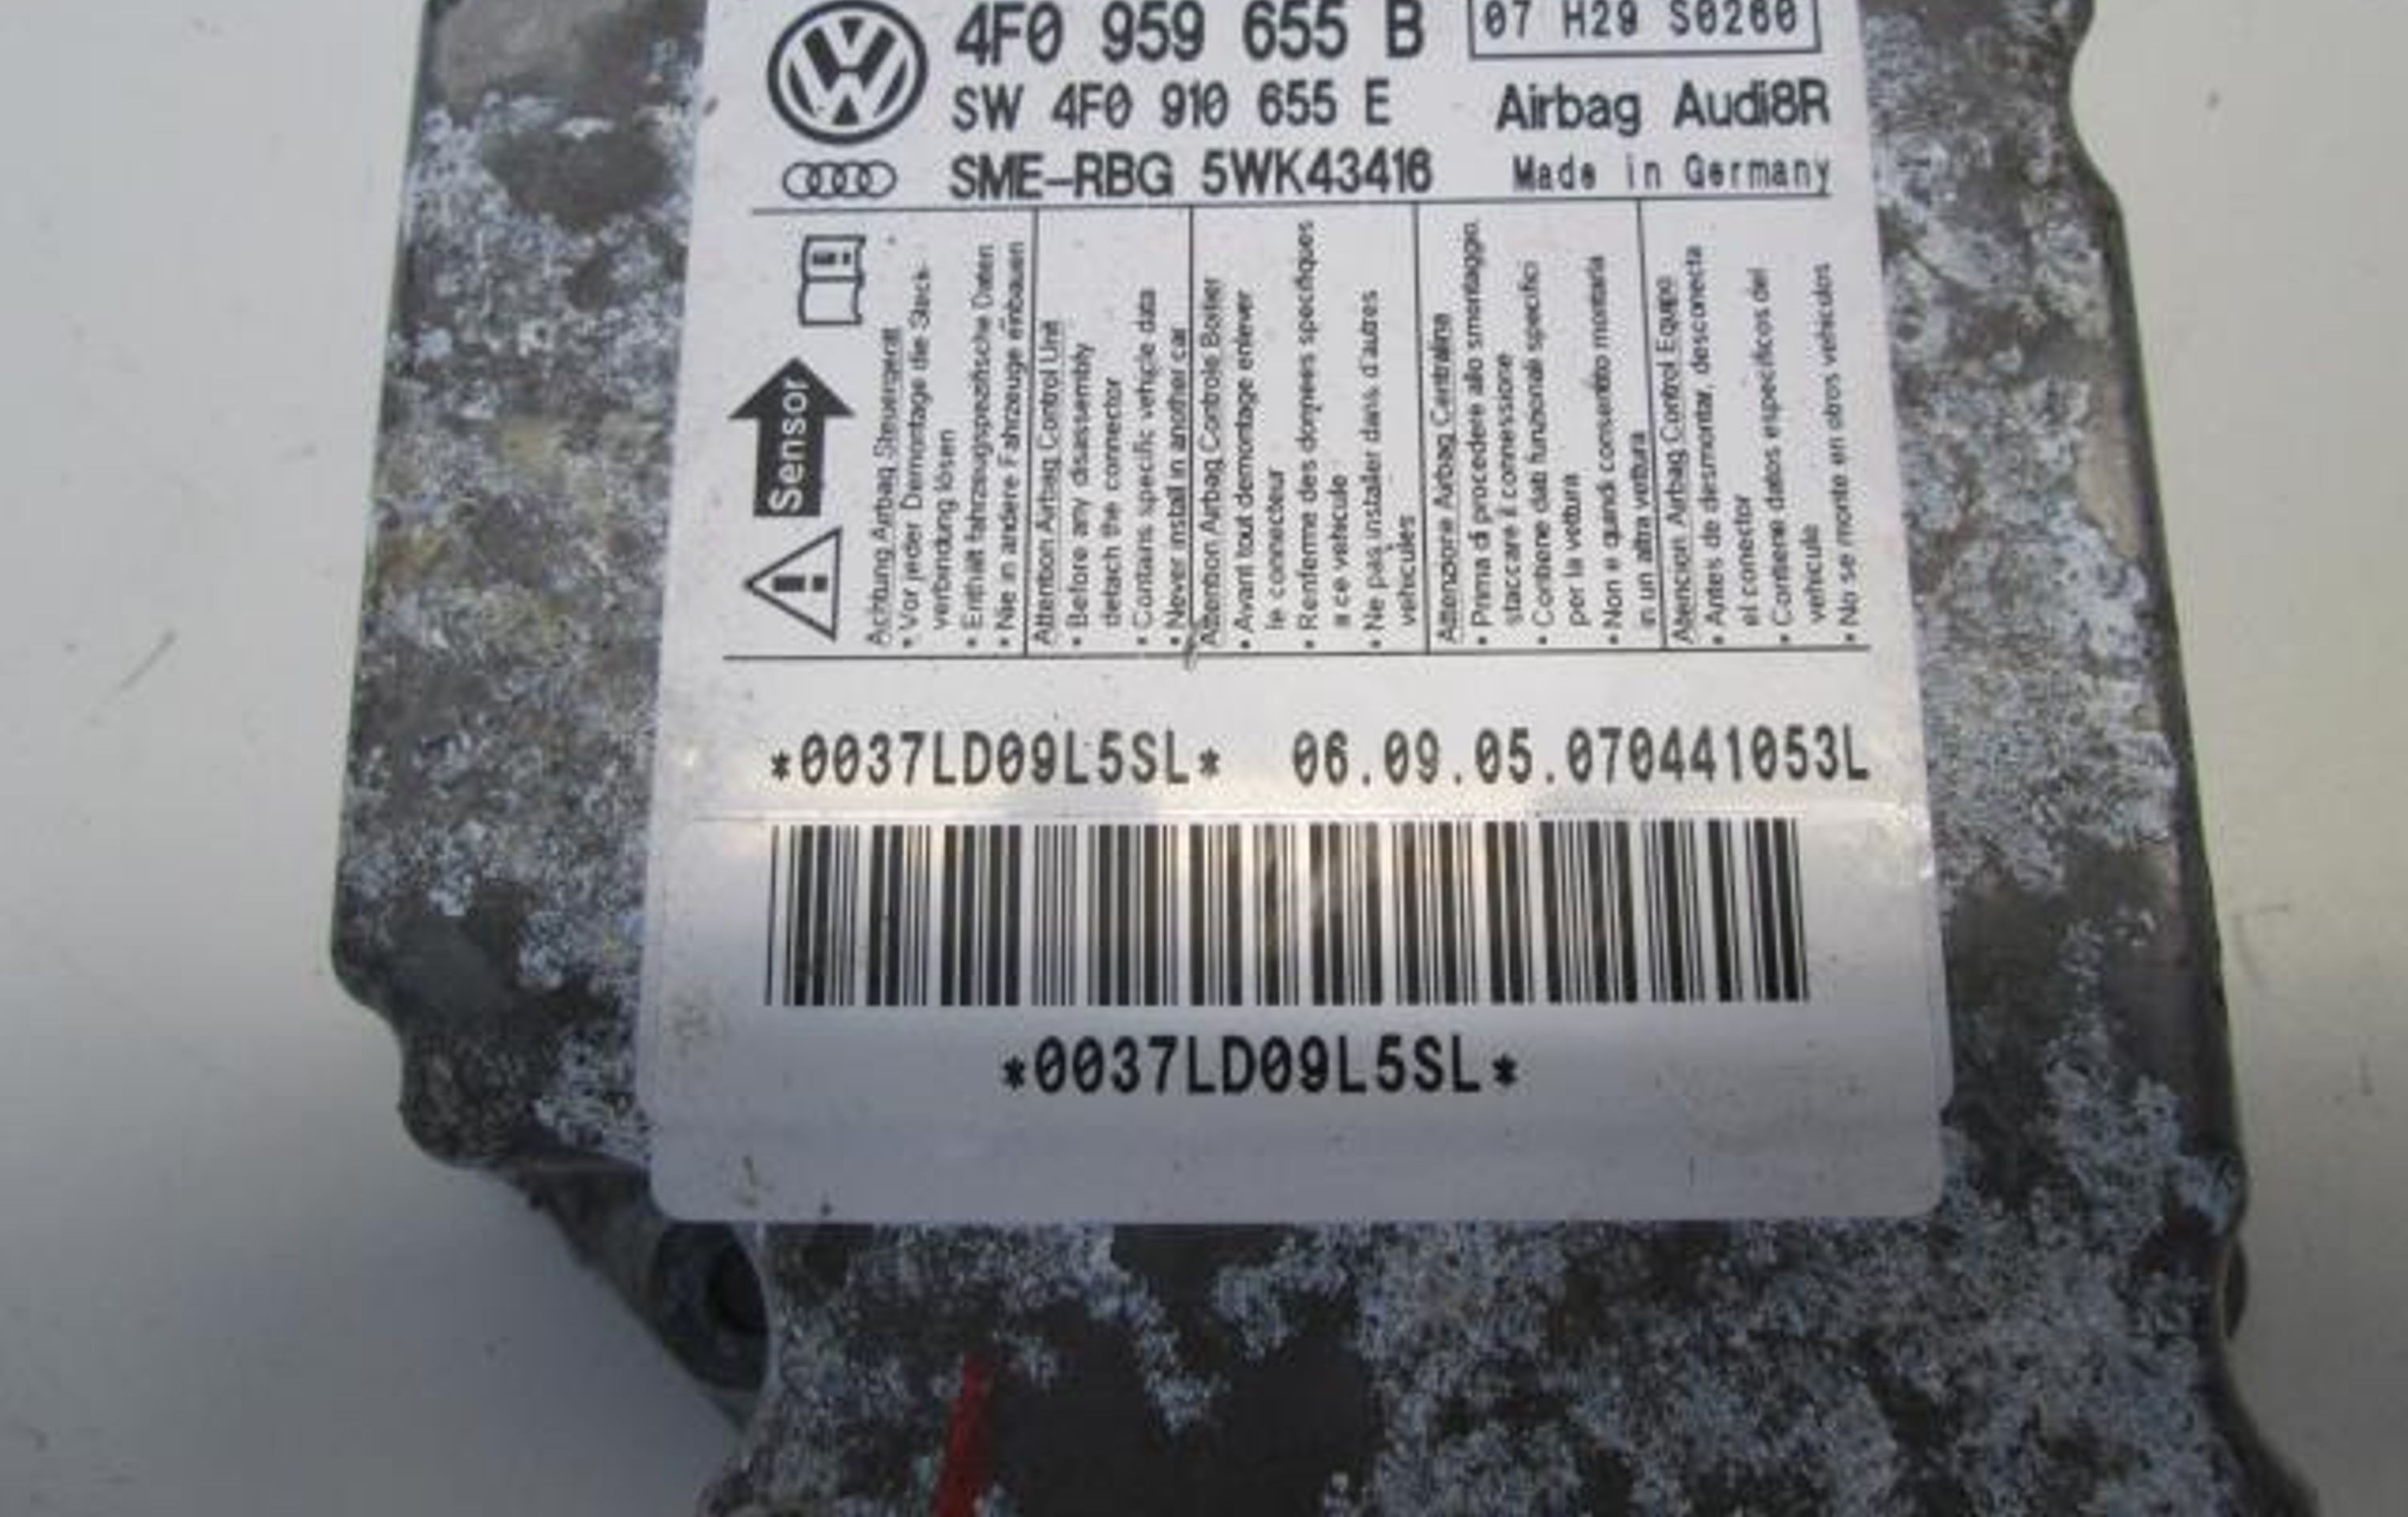 4F0 959 655 B
07 H29 S0260
SW 4F0 910 655 E
Airbag Audi8R
SME-RBG 5WK43416
Made in Germany
Sensor
Achtung Airbag Steuergerät
• Vor jeder Demontage die Steck-
verbindung lösen
• Enthält fahrzeugspezifische Daten
• Nie in andere Fahrzeuge einbauen
Attention Airbag Control Unit
• Before any disassembly
detach the connector
• Contains specific vehicle data
• Never install in another car
Attention Airbag Controle Boitier
• Avant tout demontage enlever
le connecteur
• Renferme des donnees specifiques
a ce vehicule
• Ne pas installer dans d'autres
vehicules
Attenzione Airbag Centralina
• Prima di procedere allo smontaggio,
staccare il connessione
• Contiene dati funzionali specifici
per la vettura
• Non e quindi consentito montarla
in un altra vettura
Atencion Airbag Control Equipo
• Antes de desmontar, desconecta
el conector
• Contiene datos especificos del
vehiculo
• No se monte en otros vehiculos
*0037LD09L5SL* 06.09.05.070441053L
*0037LD09L5SL*